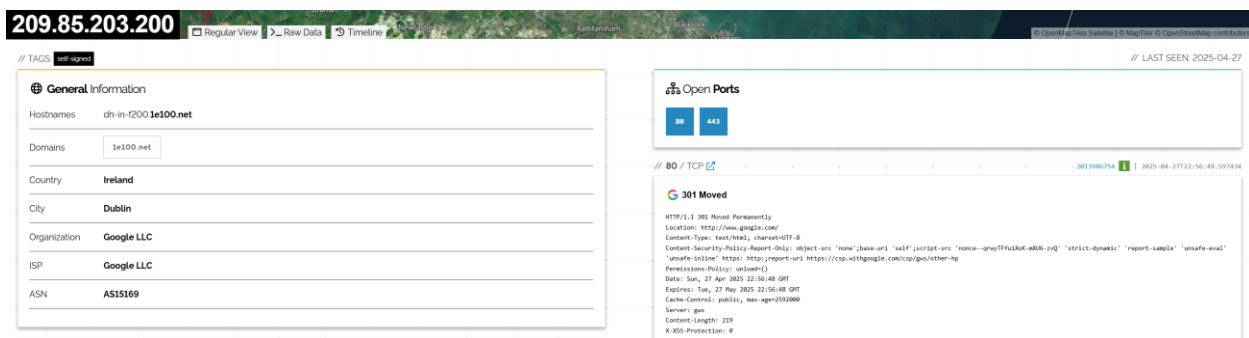 209.85.203.200
Regular View
>_ Raw Data
Timeline
Rathfarnham
Blackrock
© OpenMapTiles Satellite | © MapTiler © OpenStreetMap contributors
// TAGS: self-signed
// LAST SEEN: 2025-04-27
General Information
Hostnames dh-in-f200.1e100.net
Domains 1e100.net
Country Ireland
City Dublin
Organization Google LLC
ISP Google LLC
ASN AS15169
Open Ports
80 443
// 80 / TCP
2013986754 | 2025-04-27T22:56:49.597434
301 Moved
HTTP/1.1 301 Moved Permanently
Location: http://www.google.com/
Content-Type: text/html; charset=UTF-8
Content-Security-Policy-Report-Only: object-src 'none';base-uri 'self';script-src 'nonce- 'strict-dynamic' 'report-sample' 'unsafe-eval'
'unsafe-inline' https: http:;report-uri https://csp.withgoogle.com/csp/gws/other-hp
Permissions-Policy: unload=()
Date: Sun, 27 Apr 2025 22:56:48 GMT
Expires: Tue, 27 May 2025 22:56:48 GMT
Cache-Control: public, max-age=2592000
Server: gws
Content-Length: 219
X-XSS-Protection: 0